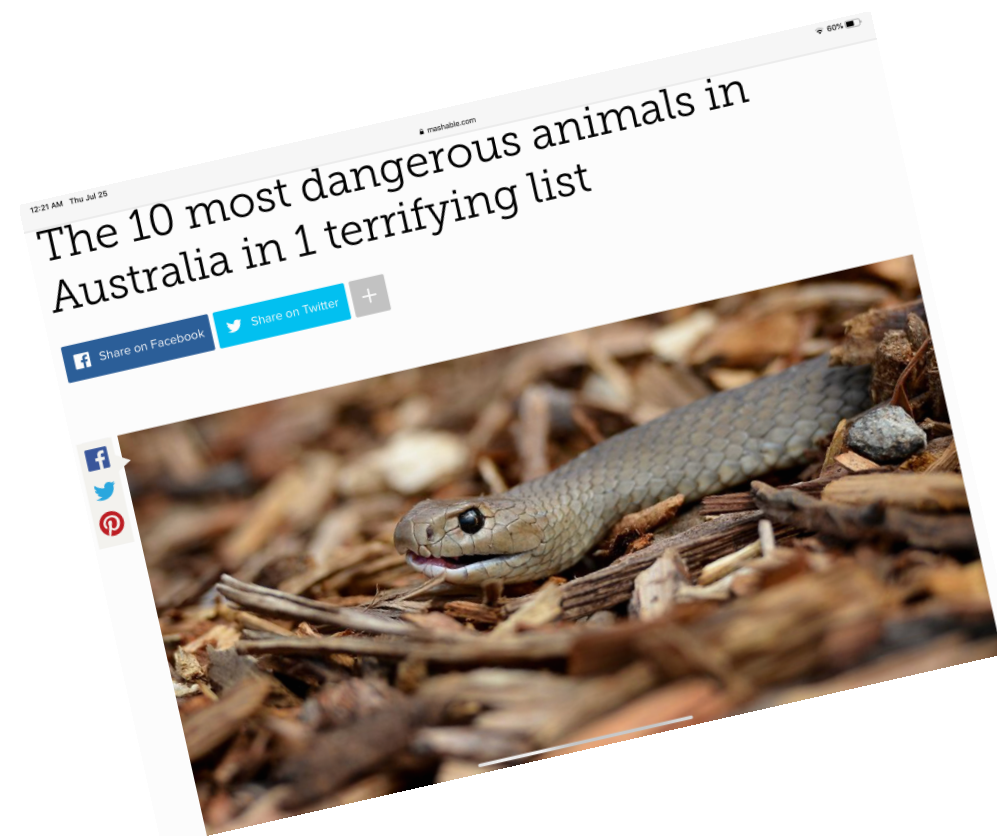 12:21 AM Thu Jul 25
60%
mashable.com
The 10 most dangerous animals in
Australia in 1 terrifying list
Share on Facebook
Share on Twitter
+